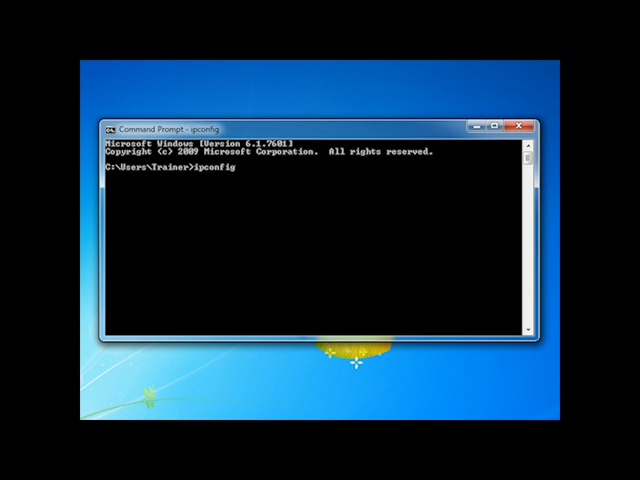 Command Prompt - ipconfig
Microsoft Windows [Version 6.1.7601]
Copyright (c) 2009 Microsoft Corporation.  All rights reserved.
C:\Users\Trainer>ipconfig